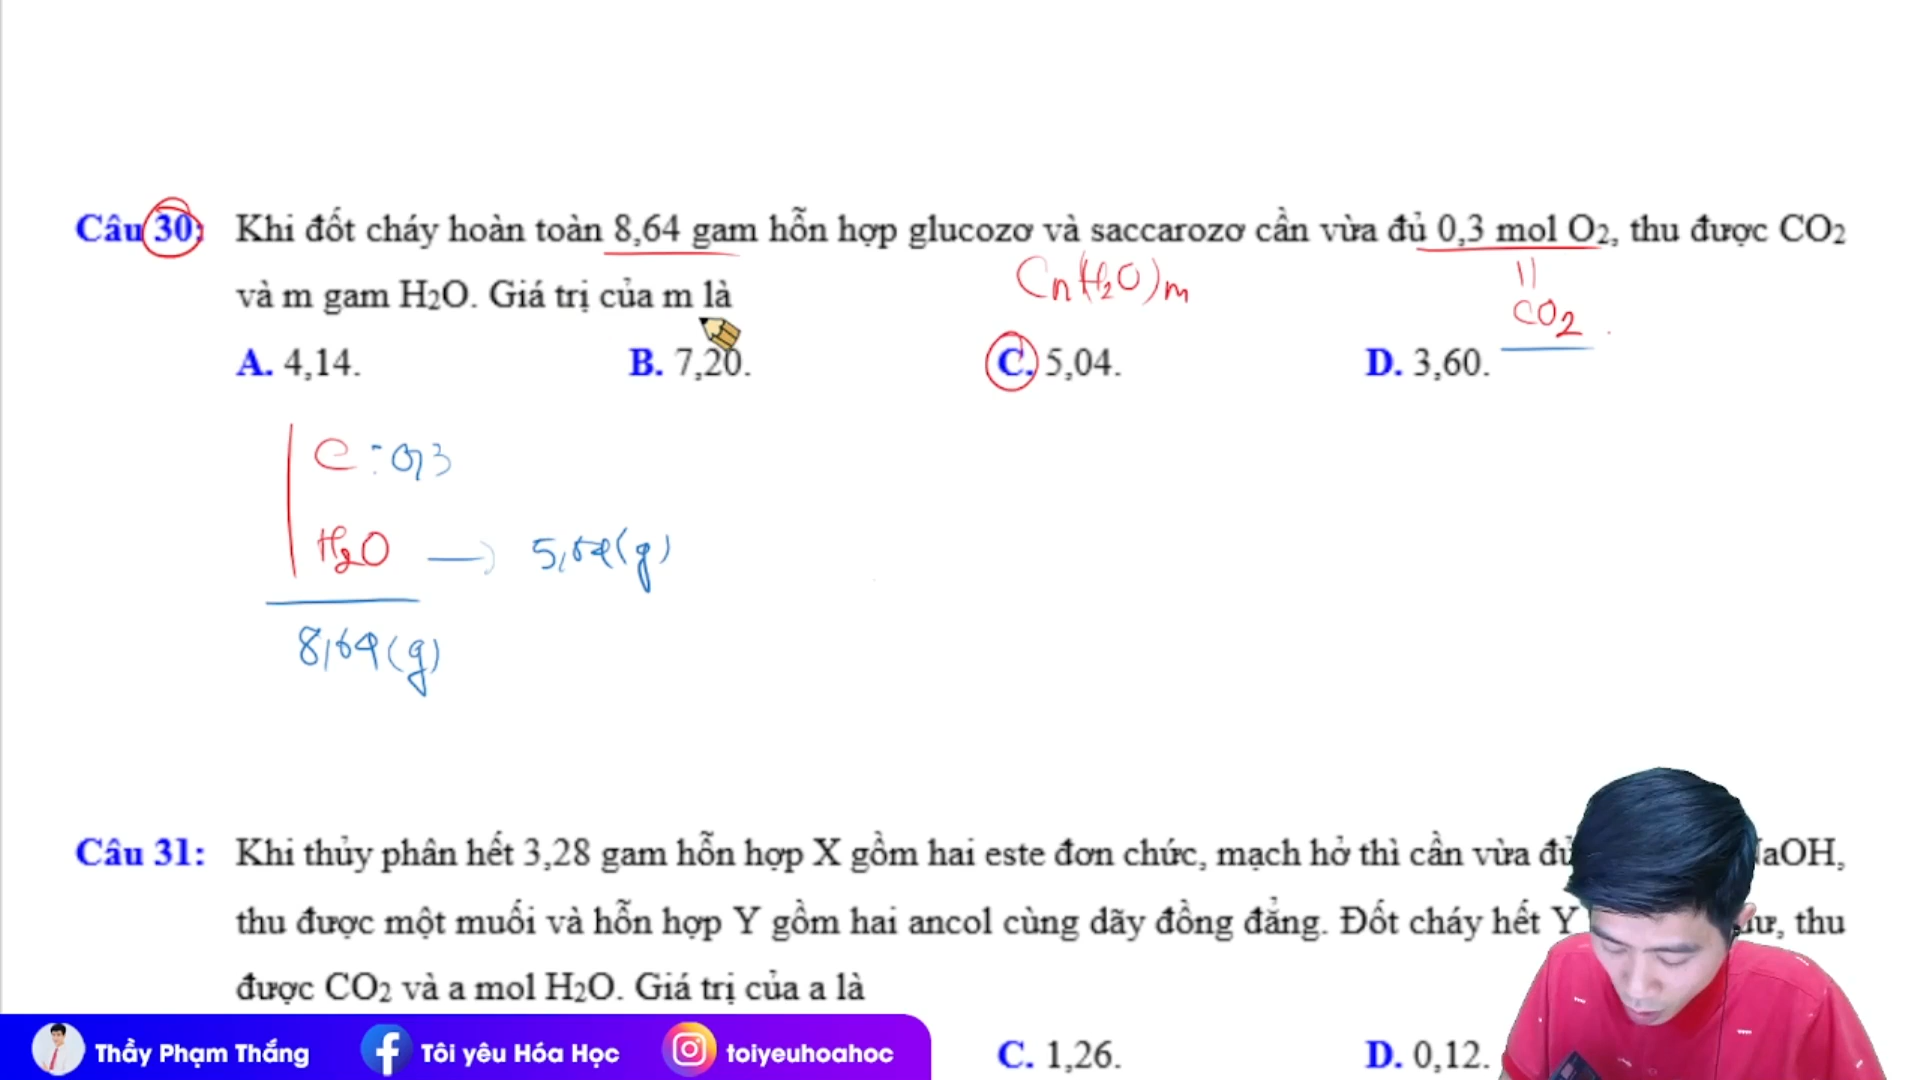 Câu 30: Khi đốt cháy hoàn toàn 8,64 gam hỗn hợp glucozơ và saccarozơ cần vừa đủ 0,3 mol O2, thu được CO2
Cn(H2O)m
và m gam H2O. Giá trị của m là
CO2
A. 4,14. B. 7,20. C. 5,04. D. 3,60.
C : 0,3
H2O → 5,04(g)
8,64(g)
Câu 31: Khi thủy phân hết 3,28 gam hỗn hợp X gồm hai este đơn chức, mạch hở thì cần vừa đủ aOH,
thu được một muối và hỗn hợp Y gồm hai ancol cùng dãy đồng đẳng. Đốt cháy hết Y ư, thu
được CO2 và a mol H2O. Giá trị của a là
C. 1,26. D. 0,12.
Thầy Phạm Thắng Tôi yêu Hóa Học toiyeuhoahoc